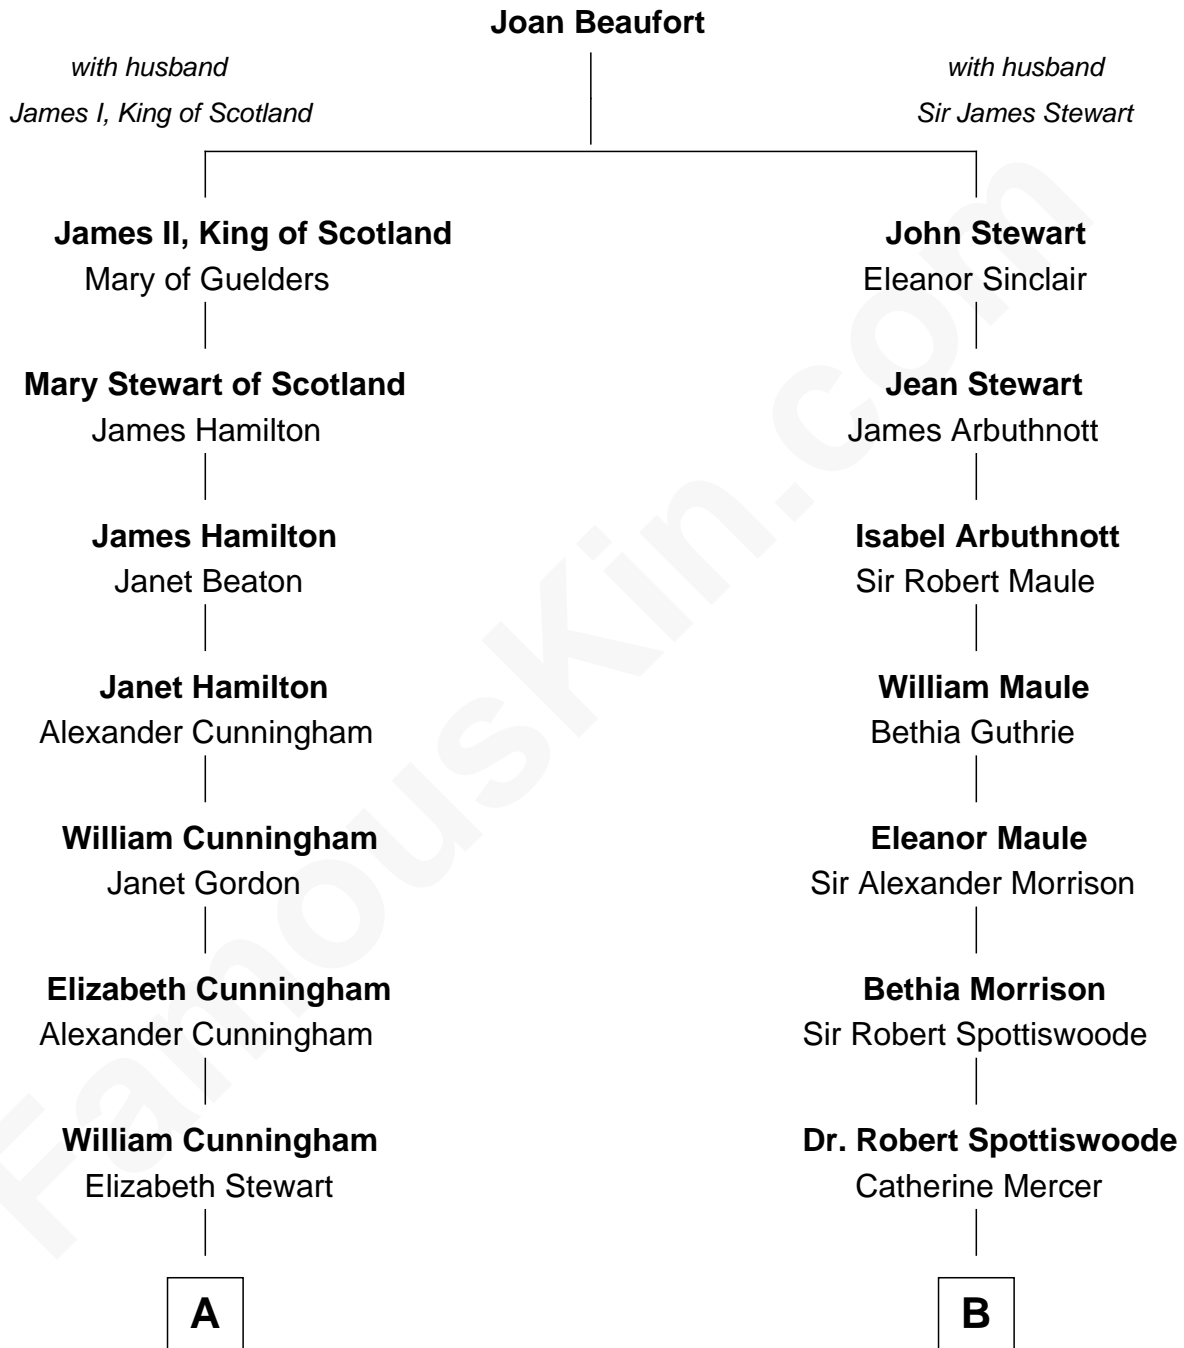 Joan Beaufort
with husband
James I, King of Scotland
with husband
Sir James Stewart
James II, King of Scotland
Mary of Guelders
John Stewart
Eleanor Sinclair
Mary Stewart of Scotland
James Hamilton
Jean Stewart
James Arbuthnott
James Hamilton
Janet Beaton
Isabel Arbuthnott
Sir Robert Maule
Janet Hamilton
Alexander Cunningham
William Maule
Bethia Guthrie
William Cunningham
Janet Gordon
Eleanor Maule
Sir Alexander Morrison
Elizabeth Cunningham
Alexander Cunningham
Bethia Morrison
Sir Robert Spottiswoode
William Cunningham
Elizabeth Stewart
Dr. Robert Spottiswoode
Catherine Mercer
A
B
FamousKin.com